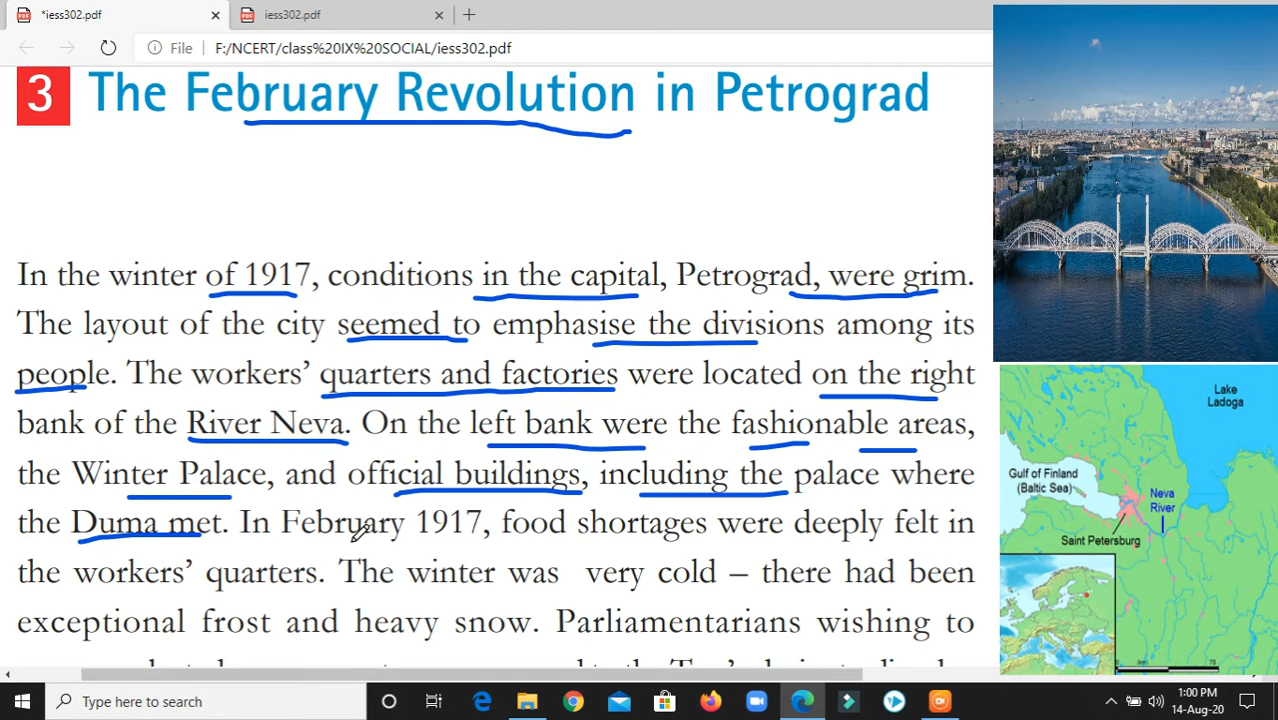 *iess302.pdf
iess302.pdf
File F:/NCERT/class%20IX%20SOCIAL/iess302.pdf
3 The February Revolution in Petrograd
In the winter of 1917, conditions in the capital, Petrograd, were grim.
The layout of the city seemed to emphasise the divisions among its
people. The workers’ quarters and factories were located on the right
bank of the River Neva. On the left bank were the fashionable areas,
the Winter Palace, and official buildings, including the palace where
the Duma met. In February 1917, food shortages were deeply felt in
the workers’ quarters. The winter was very cold – there had been
exceptional frost and heavy snow. Parliamentarians wishing to
Lake
Ladoga
Gulf of Finland
(Baltic Sea)
Neva
River
Saint Petersburg
Type here to search
1:00 PM
14-Aug-20